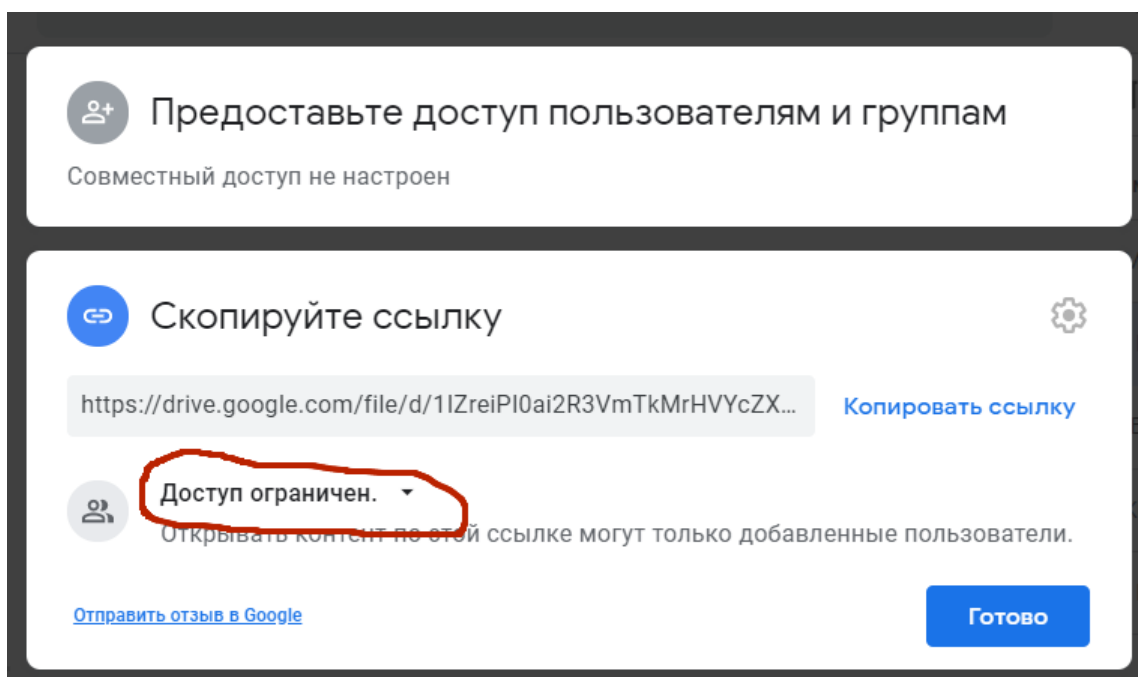 Предоставьте доступ пользователям и группам
Совместный доступ не настроен
Скопируйте ссылку
https://drive.google.com/file/d/1IZreiPI0ai2R3VmTkMrHVYcZX...
Копировать ссылку
Доступ ограничен.
Открывать контент по этой ссылке могут только добавленные пользователи.
Отправить отзыв в Google
Готово